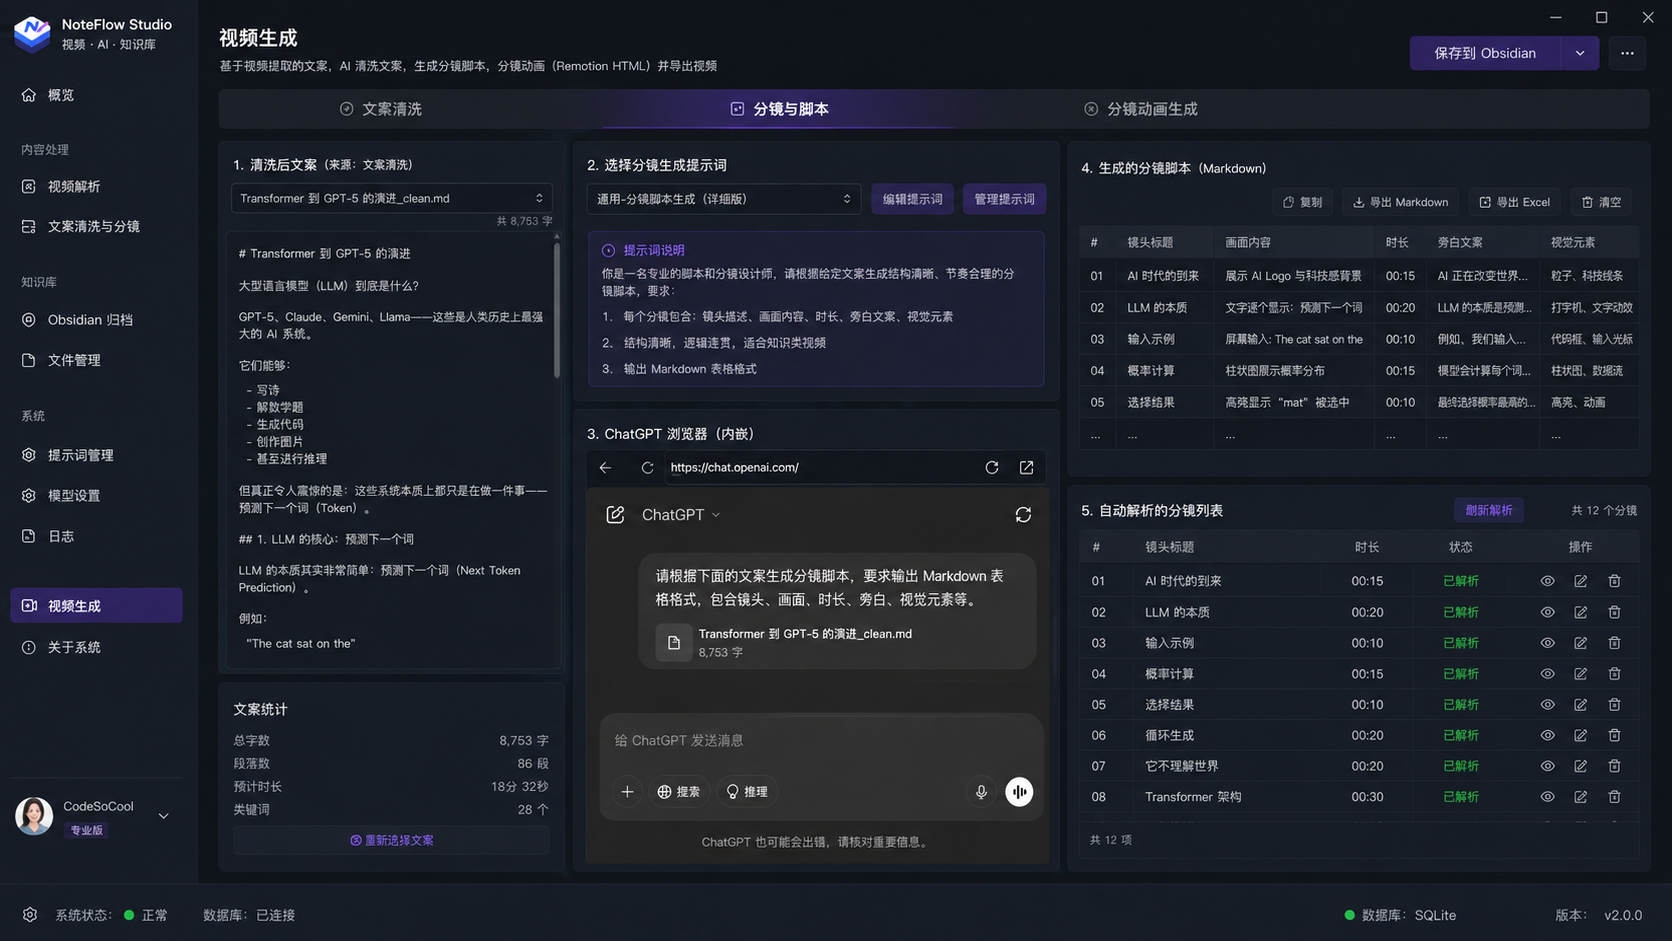 NoteFlow Studio
视频 · AI · 知识库
概览
内容处理
视频解析
文案清洗与分镜
知识库
Obsidian 归档
文件管理
系统
提示词管理
模型设置
日志
视频生成
关于系统
CodeSoCool
专业版
视频生成
基于视频提取的文案，AI 清洗文案，生成分镜脚本，分镜动画（Remotion HTML）并导出视频
保存到 Obsidian
文案清洗
分镜与脚本
分镜动画生成
1. 清洗后文案（来源：文案清洗）
Transformer 到 GPT-5 的演进_clean.md
共 8,753 字
# Transformer 到 GPT-5 的演进
大型语言模型（LLM）到底是什么？
GPT-5、Claude、Gemini、Llama——这些是人类历史上最强
大的 AI 系统。
它们能够：
- 写诗
- 解数学题
- 生成代码
- 创作图片
- 甚至进行推理
但真正令人震惊的是：这些系统本质上都只是在做一件事——
预测下一个词（Token）。
## 1. LLM 的核心：预测下一个词
LLM 的本质其实非常简单：预测下一个词（Next Token
Prediction）。
例如：
"The cat sat on the"
文案统计
总字数 8,753 字
段落数 86 段
预计时长 18分 32秒
关键词 28 个
重新选择文案
2. 选择分镜生成提示词
通用-分镜脚本生成（详细版）
编辑提示词
管理提示词
提示词说明
你是一名专业的脚本和分镜设计师，请根据给定文案生成结构清晰、节奏合理的分
镜脚本，要求：
1. 每个分镜包含：镜头描述、画面内容、时长、旁白文案、视觉元素
2. 结构清晰，逻辑连贯，适合知识类视频
3. 输出 Markdown 表格格式
3. ChatGPT 浏览器（内嵌）
https://chat.openai.com/
ChatGPT
请根据下面的文案生成分镜脚本，要求输出 Markdown 表
格格式，包含镜头、画面、时长、旁白、视觉元素等。
Transformer 到 GPT-5 的演进_clean.md
8,753 字
给 ChatGPT 发送消息
搜索
推理
ChatGPT 也可能会出错，请核对重要信息。
4. 生成的分镜脚本（Markdown）
复制
导出 Markdown
导出 Excel
清空
# 镜头标题 画面内容 时长 旁白文案 视觉元素
01 AI 时代的到来 展示 AI Logo 与科技感背景 00:15 AI 正在改变世界... 粒子、科技线条
02 LLM 的本质 文字逐个显示：预测下一个词 00:20 LLM 的本质是预测... 打字机、文字动效
03 输入示例 屏幕输入: The cat sat on the 00:10 例如、我们输入... 代码框、输入光标
04 概率计算 柱状图展示概率分布 00:15 模型会计算每个词... 柱状图、数据流
05 选择结果 高亮显示 “mat” 被选中 00:10 最终选择概率最高的... 高亮、动画
... ... ... ... ... ...
5. 自动解析的分镜列表
刷新解析
共 12 个分镜
# 镜头标题 时长 状态 操作
01 AI 时代的到来 00:15 已解析
02 LLM 的本质 00:20 已解析
03 输入示例 00:10 已解析
04 概率计算 00:15 已解析
05 选择结果 00:10 已解析
06 循环生成 00:20 已解析
07 它不理解世界 00:20 已解析
08 Transformer 架构 00:30 已解析
共 12 项
系统状态： 正常
数据库：已连接
数据库：SQLite
版本： v2.0.0